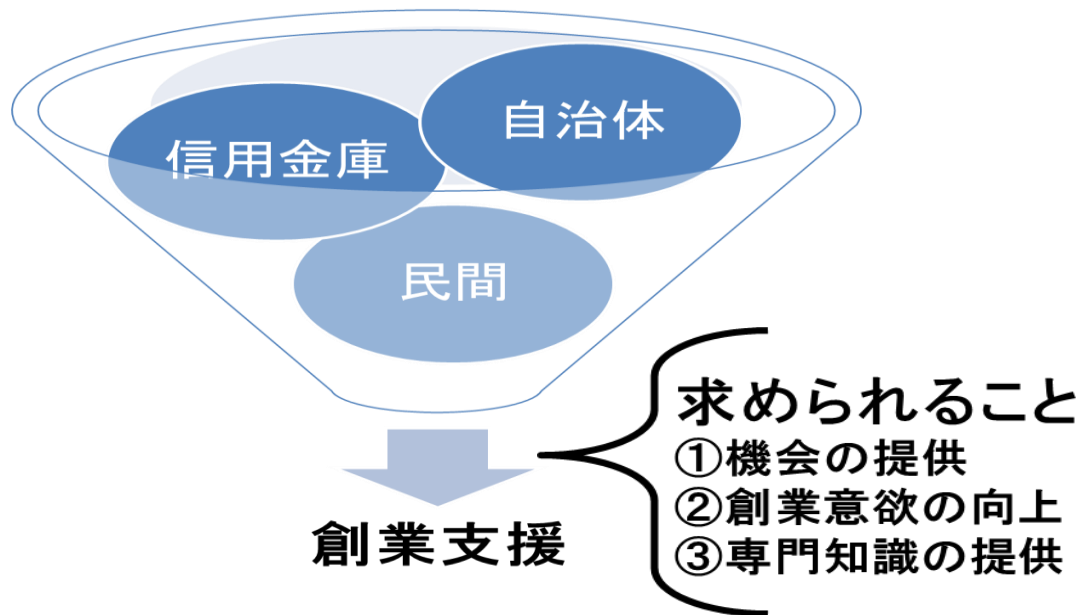 自治体
信用金庫
民間
求められること
①機会の提供
②創業意欲の向上
③専門知識の提供
創業支援